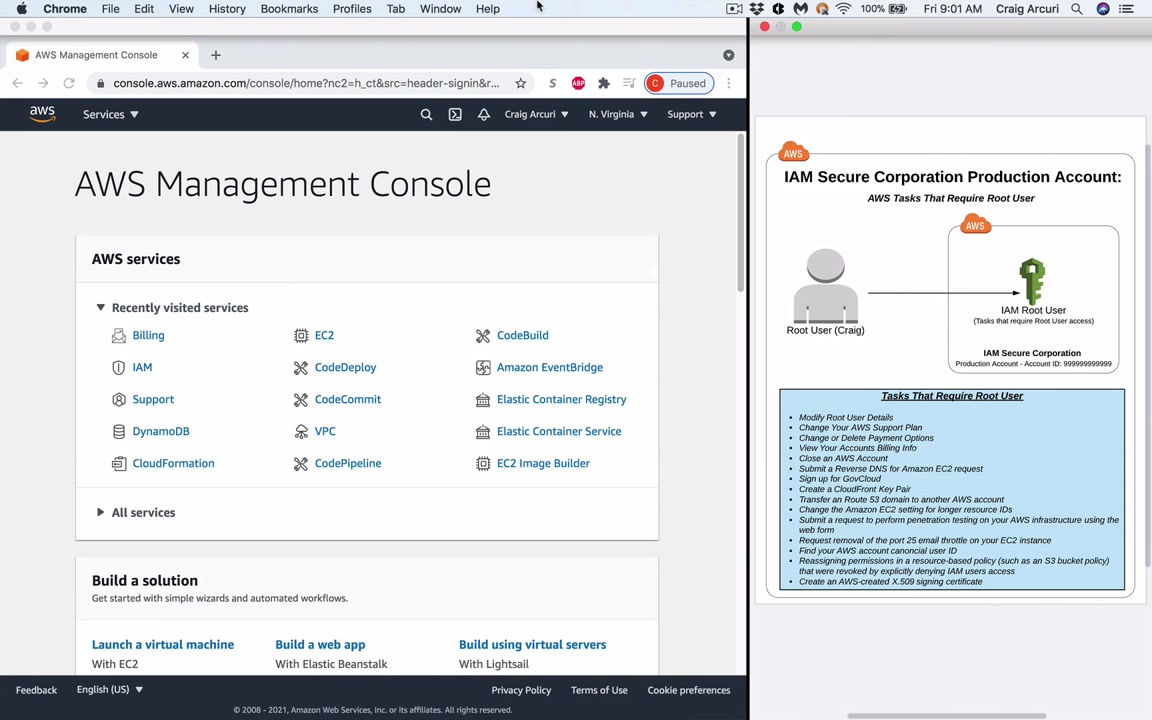 Chrome File Edit View History Bookmarks Profiles Tab Window Help
100% Fri 9:01 AM Craig Arcuri
AWS Management Console
console.aws.amazon.com/console/home?nc2=h_ct&src=header-signin&r...
S ABP C Paused
aws Services Craig Arcuri N. Virginia Support
AWS Management Console
AWS services
Recently visited services
Billing EC2 CodeBuild
IAM CodeDeploy Amazon EventBridge
Support CodeCommit Elastic Container Registry
DynamoDB VPC Elastic Container Service
CloudFormation CodePipeline EC2 Image Builder
All services
Build a solution
Get started with simple wizards and automated workflows.
Launch a virtual machine Build a web app Build using virtual servers
With EC2 With Elastic Beanstalk With Lightsail
Feedback English (US) Privacy Policy Terms of Use Cookie preferences
© 2008 - 2021, Amazon Web Services, Inc. or its affiliates. All rights reserved.
AWS
IAM Secure Corporation Production Account:
AWS Tasks That Require Root User
AWS
Root User (Craig)
IAM Root User
(Tasks that require Root User access)
IAM Secure Corporation
Production Account - Account ID: 999999999999
Tasks That Require Root User
• Modify Root User Details
• Change Your AWS Support Plan
• Change or Delete Payment Options
• View Your Accounts Billing Info
• Close an AWS Account
• Submit a Reverse DNS for Amazon EC2 request
• Sign up for GovCloud
• Create a CloudFront Key Pair
• Transfer an Route 53 domain to another AWS account
• Change the Amazon EC2 setting for longer resource IDs
• Submit a request to perform penetration testing on your AWS infrastructure using the
web form
• Request removal of the port 25 email throttle on your EC2 instance
• Find your AWS account canoncial user ID
• Reassigning permissions in a resource-based policy (such as an S3 bucket policy)
that were revoked by explicitly denying IAM users access
• Create an AWS-created X.509 signing certificate